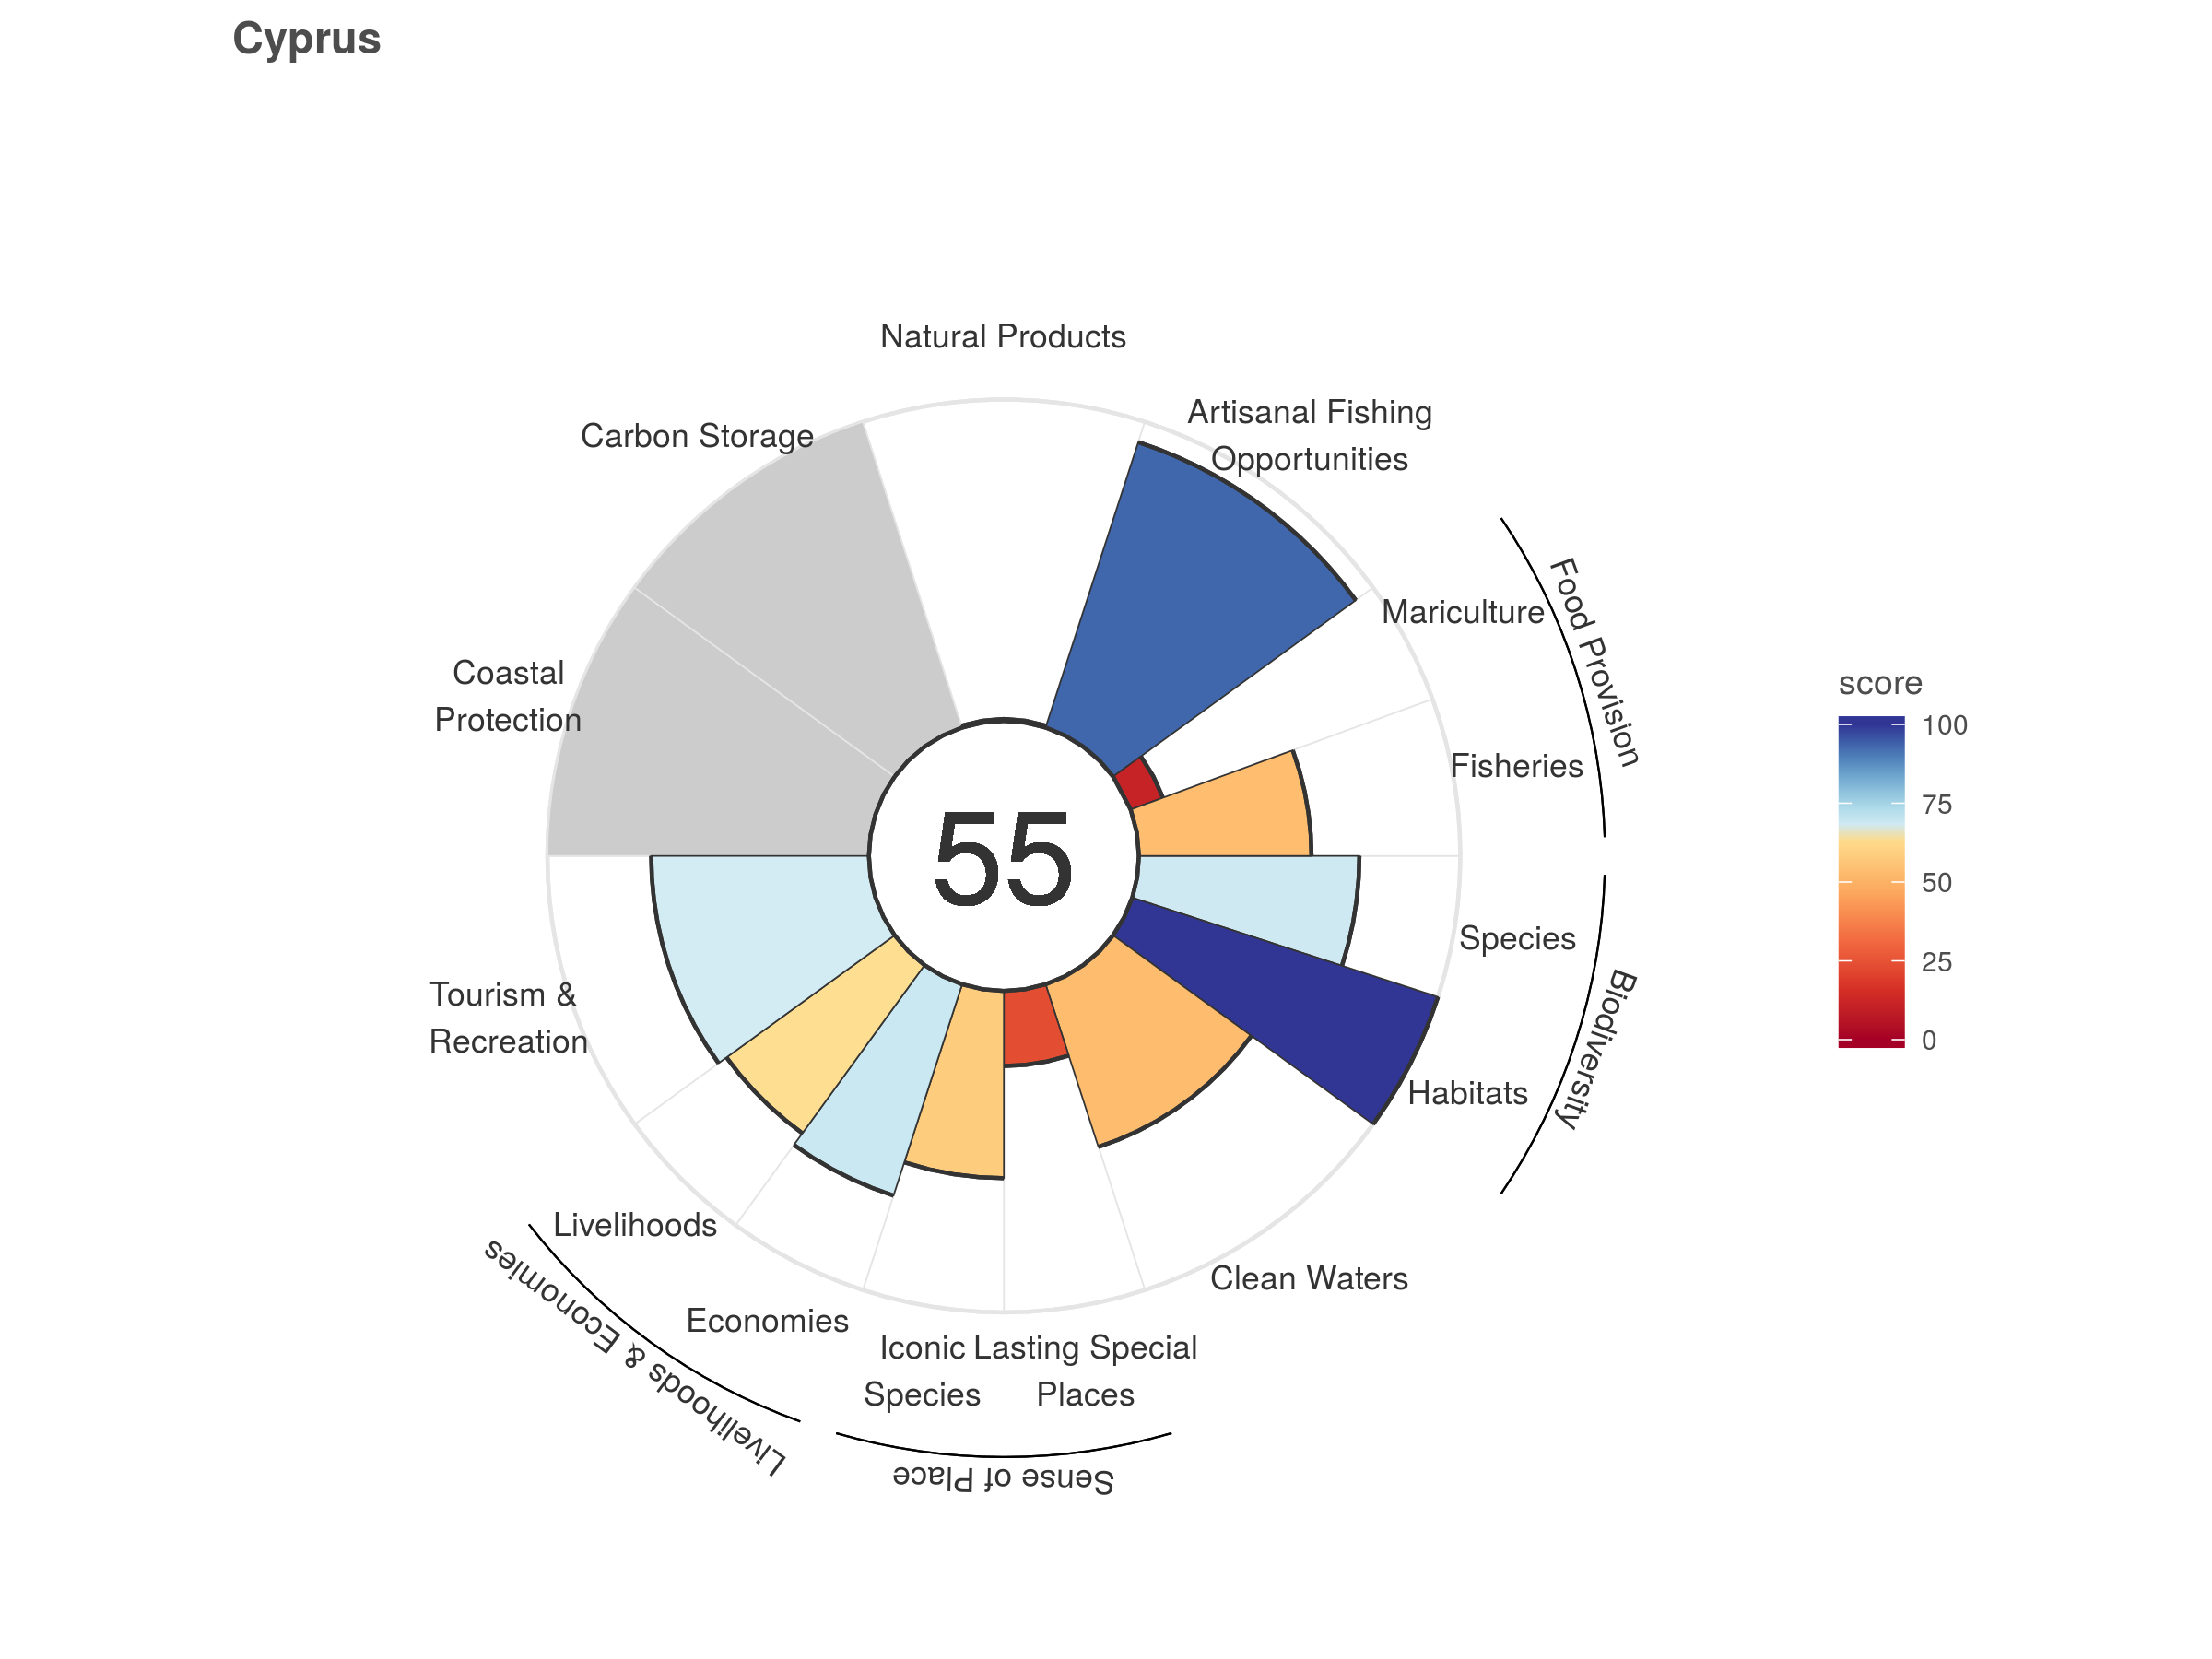 Cyprus
Natural Products
Artisanal Fishing
Opportunities
Carbon Storage
Mariculture
Food Provision
Coastal
Protection
Fisheries
55
Species
Biodiversity
Tourism &
Recreation
Habitats
Livelihoods
Livelihoods & Economies
Clean Waters
Economies
Iconic
Species
Lasting Special
Places
Sense of Place
score
100
75
50
25
0